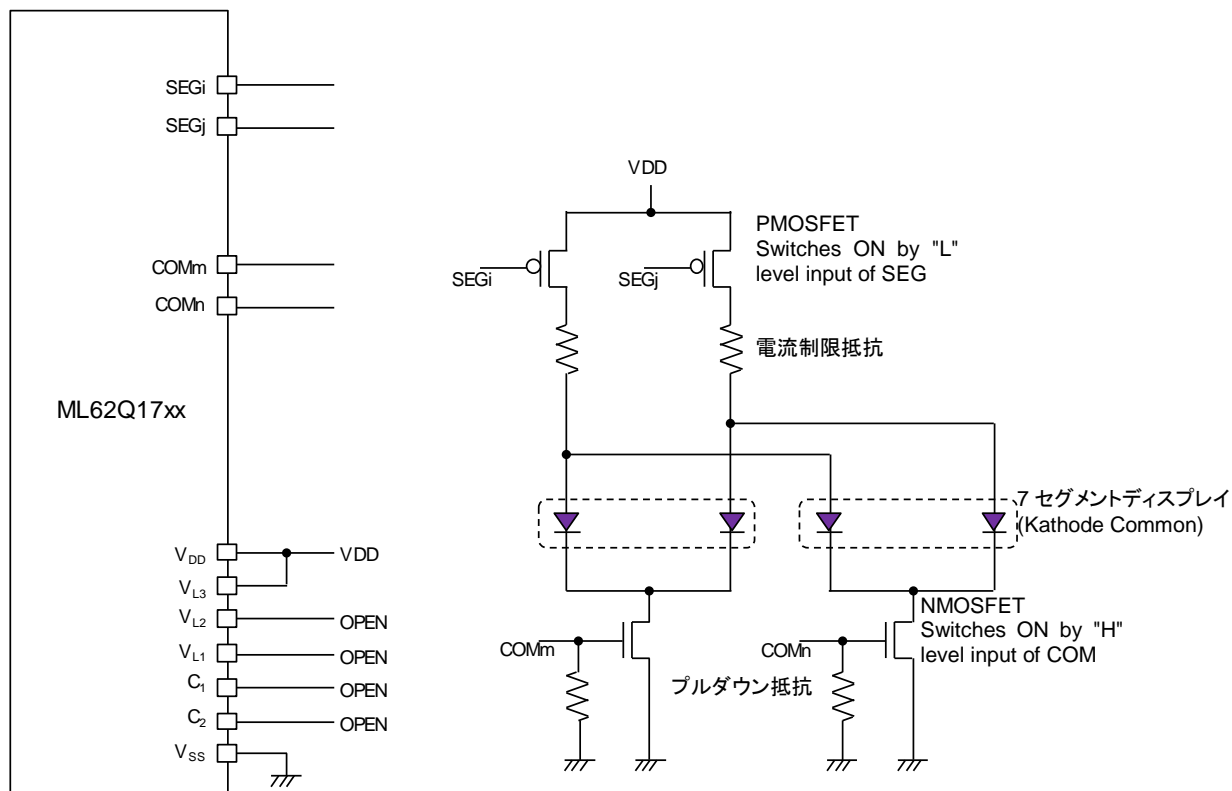 SEGi
SEGj
COMm
COMn
ML62Q17xx
VDD
VDD
VL3
VL2
OPEN
VL1
OPEN
C1
OPEN
C2
OPEN
VSS
VDD
PMOSFET
Switches ON by "L"
level input of SEG
SEGi
SEGj
電流制限抵抗
7 セグメントディスプレイ
(Kathode Common)
NMOSFET
Switches ON by "H"
level input of COM
COMm
COMn
プルダウン抵抗